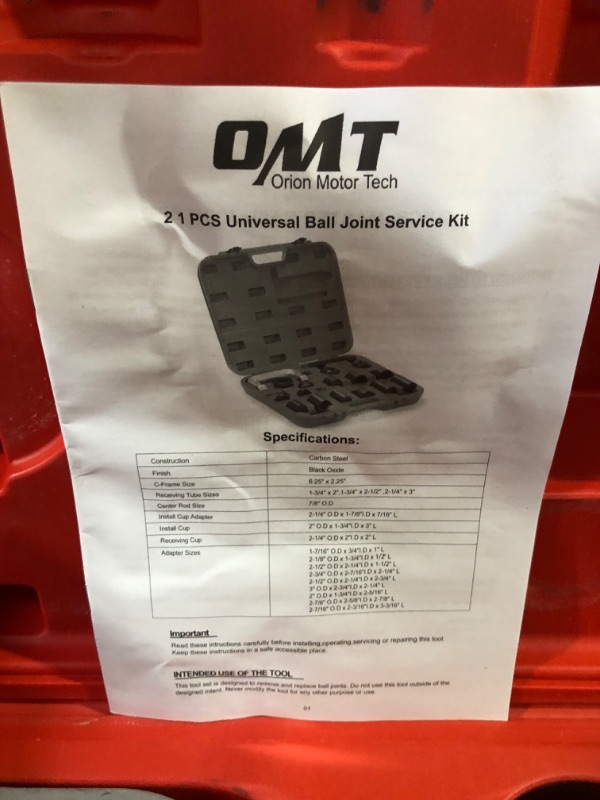 OMT
Orion Motor Tech
2 1 PCS Universal Ball Joint Service Kit
Specifications:
Construction Carbon Steel
Finish Black Oxide
C-Frame Size 8.25" x 2.25"
Receiving Tube Sizes 1-3/4" x 2",1-3/4" x 2-1/2" ,2-1/4" x 3"
Center Rod Size 7/8" O.D
Install Cup Adapter 2-1/4" O.D x 1-7/8"I.D x 7/19" L
Install Cup 2" O.D x 1-3/4"I.D x 3" L
Receiving Cup 2-1/4" O.D x 2"I.D x 2" L
Adapter Sizes 1-7/16" O.D x 3/4"I.D x 1" L
2-1/8" O.D x 1-3/4"I.D x 1/2" L
2-1/2" O.D x 2-1/4"I.D x 1-1/2" L
2-3/4" O.D x 2-7/16"I.D x 2-1/4" L
2-1/2" O.D x 2-1/4"I.D x 2-3/4" L
3" O.D x 2-3/4"I.D x 2-1/4" L
2" O.D x 1-3/4"I.D x 2-5/16" L
2-7/8" O.D x 2-5/8"I.D x 2-7/8" L
2-7/16" O.D x 2-3/16"I.D x 3-3/16" L
Important
Read these intructions carefully before installing,operating,servicing or repairing this tool.
Keep these instructions in a safe accessible place.
INTENDED USE OF THE TOOL
This tool set is designed to remove and replace ball joints. Do not use this tool outside of the
designed intent. Never modify the tool for any other purpose or use.
01